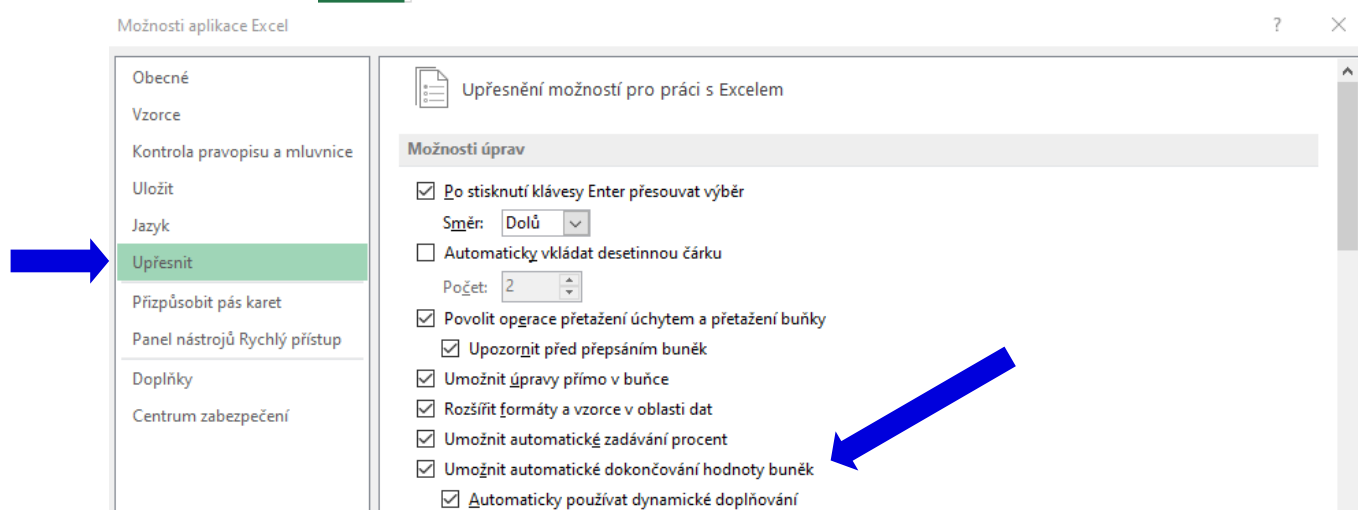 Možnosti aplikace Excel
?
Obecné
Vzorce
Kontrola pravopisu a mluvnice
Uložit
Jazyk
Upřesnit
Přizpůsobit pás karet
Panel nástrojů Rychlý přístup
Doplňky
Centrum zabezpečení
Upřesnění možností pro práci s Excelem
Možnosti úprav
Po stisknutí klávesy Enter přesouvat výběr
Směr: Dolů
Automaticky vkládat desetinnou čárku
Počet: 2
Povolit operace přetažení úchytem a přetažení buňky
Upozornit před přepsáním buněk
Umožnit úpravy přímo v buňce
Rozšířit formáty a vzorce v oblasti dat
Umožnit automatické zadávání procent
Umožnit automatické dokončování hodnoty buněk
Automaticky používat dynamické doplňování